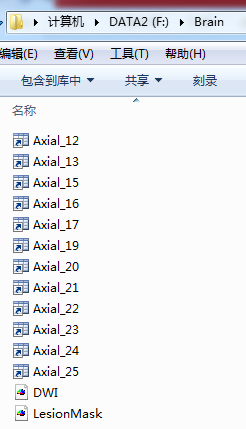 计算机 DATA2 (F:) Brain
编辑(E) 查看(V) 工具(T) 帮助(H)
包含到库中 共享 刻录
名称
Axial_12
Axial_13
Axial_15
Axial_16
Axial_17
Axial_19
Axial_20
Axial_21
Axial_22
Axial_23
Axial_24
Axial_25
DWI
LesionMask